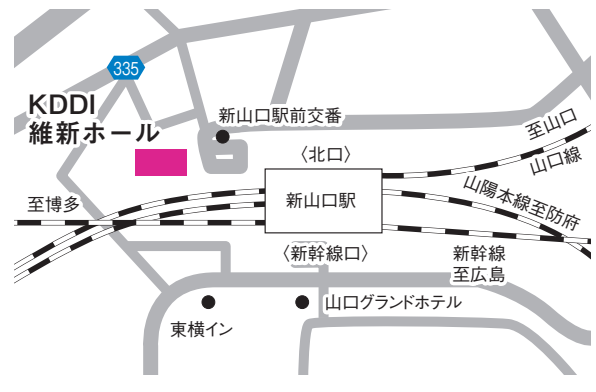 335
KDDI
維新ホール
新山口駅前交番
〈北口〉
至山口
山口線
至博多
新山口駅
山陽本線至防府
〈新幹線口〉
新幹線
至広島
山口グランドホテル
東横イン